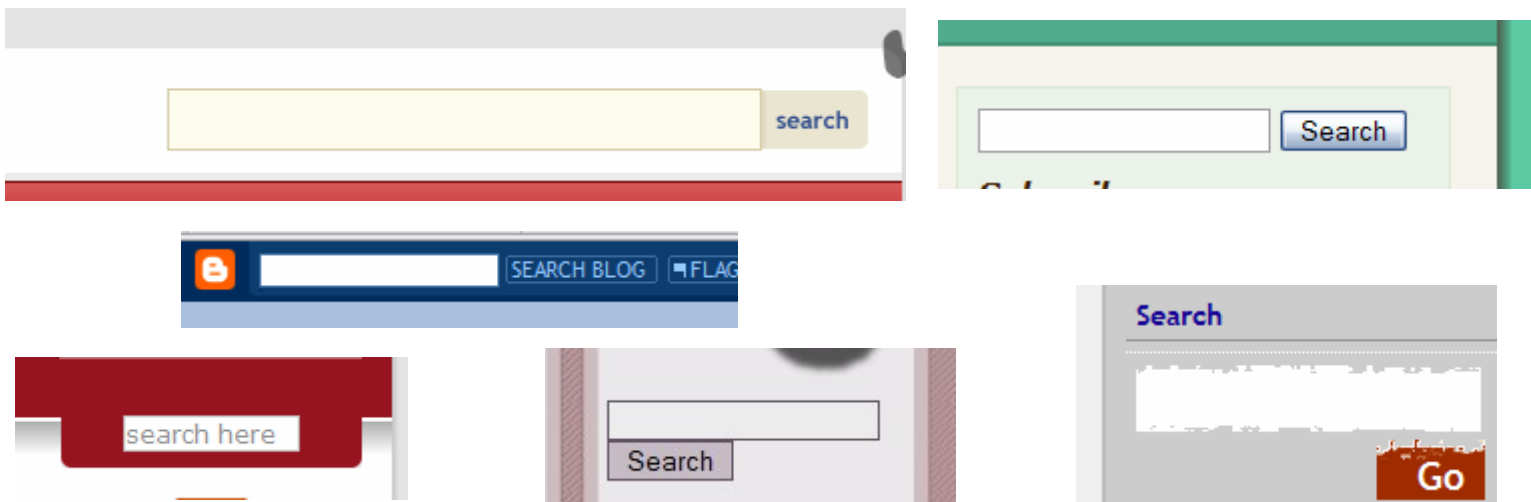 search
Search
SEARCH BLOG FLAG
Search
search here
Search
Go